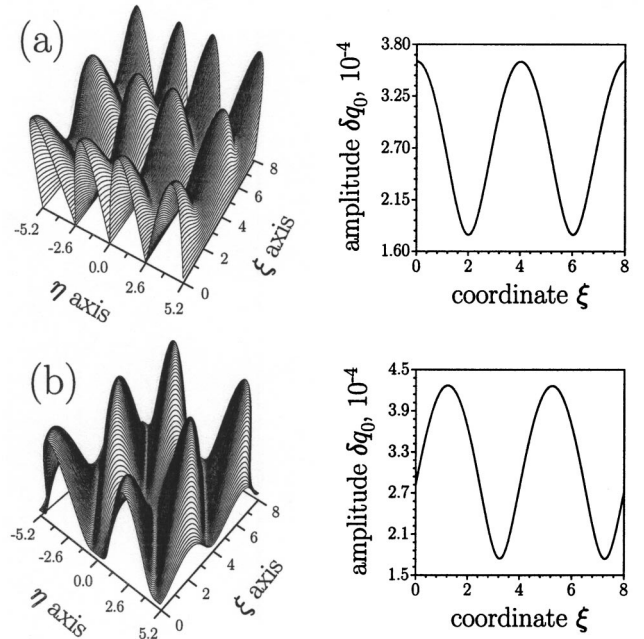 (a)
-5.2
-2.6
0.0
2.6
5.2
η axis
0
2
4
6
8
ξ axis
amplitude δq₀, 10⁻⁴
3.80
3.25
2.70
2.15
1.60
0 2 4 6 8
coordinate ξ
(b)
-5.2
-2.6
0.0
2.6
5.2
η axis
0
2
4
6
8
ξ axis
amplitude δq₀, 10⁻⁴
4.5
3.9
3.3
2.7
2.1
1.5
0 2 4 6 8
coordinate ξ